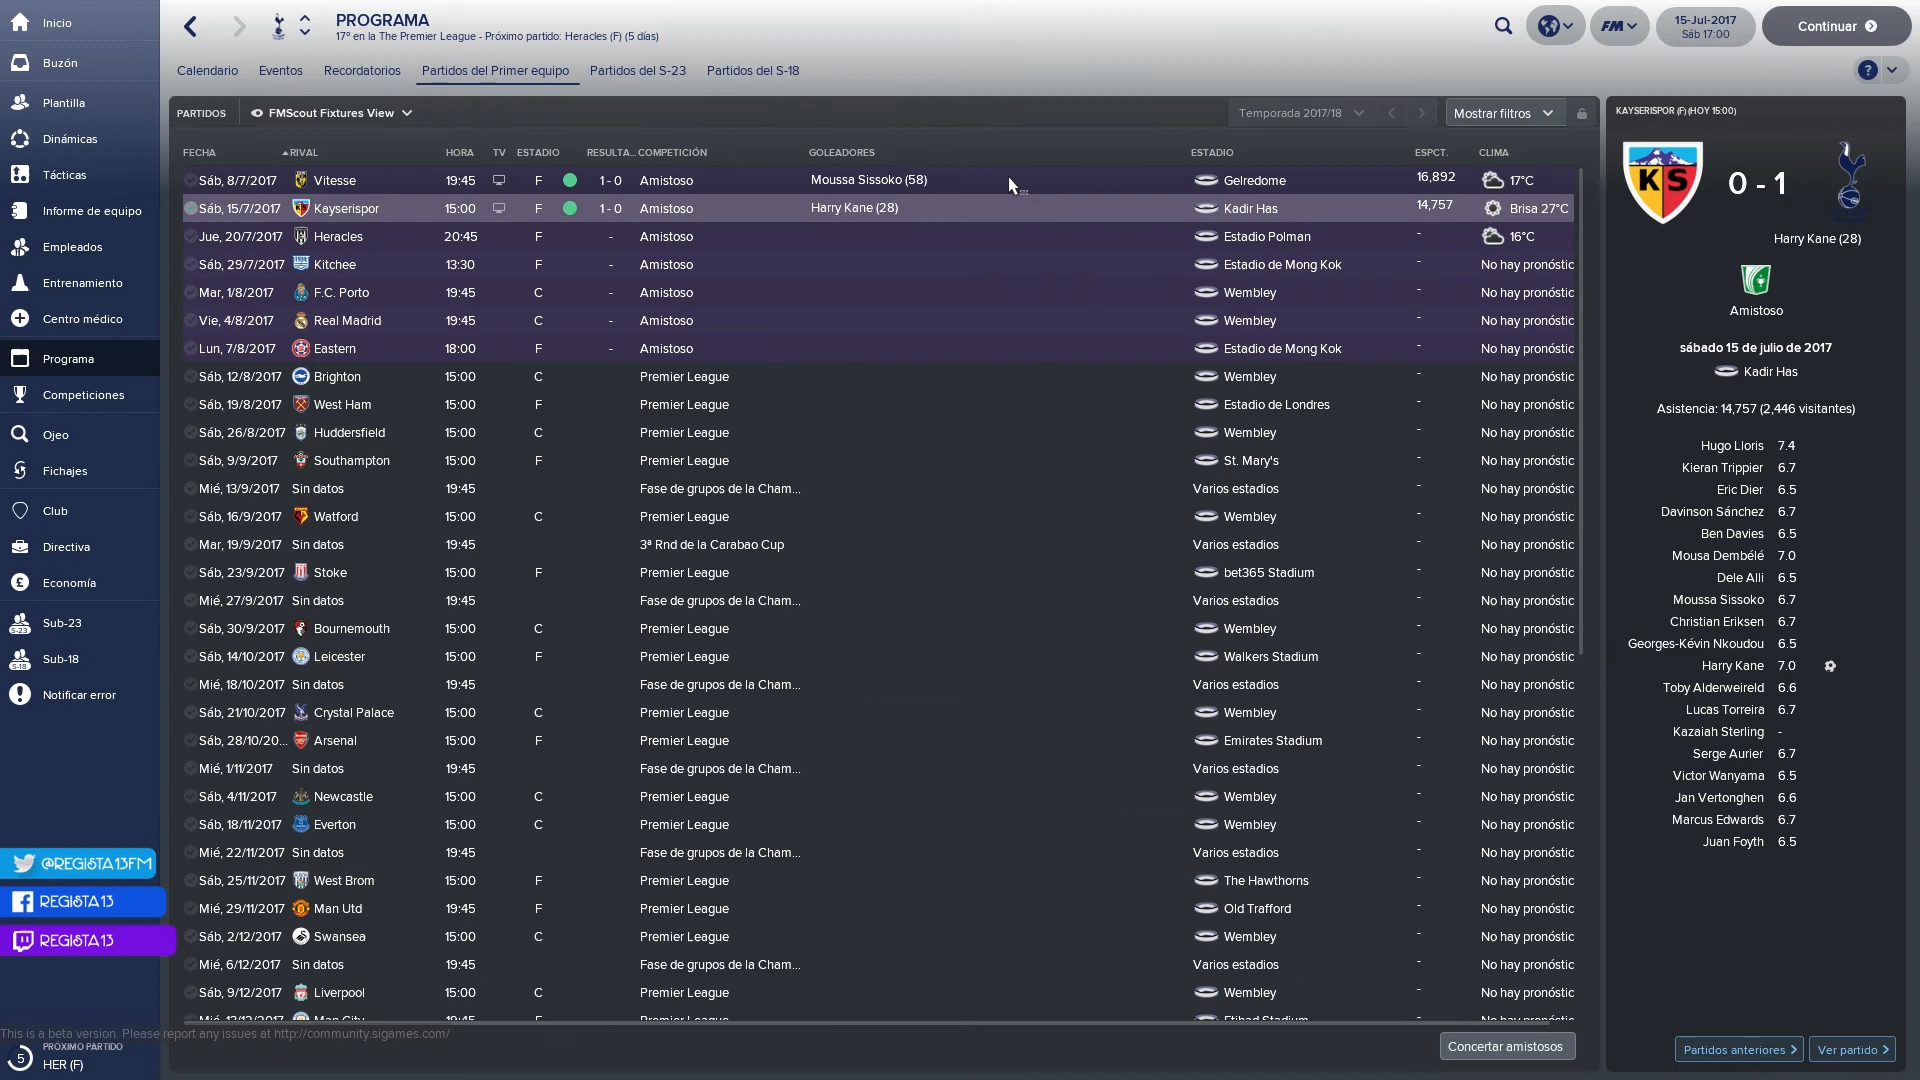 Inicio
Buzón
Plantilla
Dinámicas
Tácticas
Informe de equipo
Empleados
Entrenamiento
Centro médico
Programa
Competiciones
Ojeo
Fichajes
Club
Directiva
Economía
S-23 Sub-23
S-18 Sub-18
Notificar error
@REGISTA13FM
REGISTA13
REGISTA13
This is a beta version. Please report any issues at http://community.sigames.com/
5 PRÓXIMO PARTIDO
HER (F)
PROGRAMA
17º en la The Premier League - Próximo partido: Heracles (F) (5 días)
FM
15-Jul-2017
Sáb 17:00
Continuar
Calendario Eventos Recordatorios Partidos del Primer equipo Partidos del S-23 Partidos del S-18
?
PARTIDOS FMScout Fixtures View Temporada 2017/18 Mostrar filtros
FECHA RIVAL HORA TV ESTADIO RESULTA... COMPETICIÓN GOLEADORES ESTADIO ESPCT. CLIMA
Sáb, 8/7/2017 Vitesse 19:45 F 1 - 0 Amistoso Moussa Sissoko (58) Gelredome 16,892 17°C
Sáb, 15/7/2017 Kayserispor 15:00 F 1 - 0 Amistoso Harry Kane (28) Kadir Has 14,757 Brisa 27°C
Jue, 20/7/2017 Heracles 20:45 F - Amistoso Estadio Polman - 16°C
Sáb, 29/7/2017 Kitchee 13:30 F - Amistoso Estadio de Mong Kok - No hay pronóstic
Mar, 1/8/2017 F.C. Porto 19:45 C - Amistoso Wembley - No hay pronóstic
Vie, 4/8/2017 Real Madrid 19:45 C - Amistoso Wembley - No hay pronóstic
Lun, 7/8/2017 Eastern 18:00 F - Amistoso Estadio de Mong Kok - No hay pronóstic
Sáb, 12/8/2017 Brighton 15:00 C Premier League Wembley - No hay pronóstic
Sáb, 19/8/2017 West Ham 15:00 F Premier League Estadio de Londres - No hay pronóstic
Sáb, 26/8/2017 Huddersfield 15:00 C Premier League Wembley - No hay pronóstic
Sáb, 9/9/2017 Southampton 15:00 F Premier League St. Mary's - No hay pronóstic
Mié, 13/9/2017 Sin datos 19:45 Fase de grupos de la Cham... Varios estadios - No hay pronóstic
Sáb, 16/9/2017 Watford 15:00 C Premier League Wembley - No hay pronóstic
Mar, 19/9/2017 Sin datos 19:45 3ª Rnd de la Carabao Cup Varios estadios - No hay pronóstic
Sáb, 23/9/2017 Stoke 15:00 F Premier League bet365 Stadium - No hay pronóstic
Mié, 27/9/2017 Sin datos 19:45 Fase de grupos de la Cham... Varios estadios - No hay pronóstic
Sáb, 30/9/2017 Bournemouth 15:00 C Premier League Wembley - No hay pronóstic
Sáb, 14/10/2017 Leicester 15:00 F Premier League Walkers Stadium - No hay pronóstic
Mié, 18/10/2017 Sin datos 19:45 Fase de grupos de la Cham... Varios estadios - No hay pronóstic
Sáb, 21/10/2017 Crystal Palace 15:00 C Premier League Wembley - No hay pronóstic
Sáb, 28/10/20... Arsenal 15:00 F Premier League Emirates Stadium - No hay pronóstic
Mié, 1/11/2017 Sin datos 19:45 Fase de grupos de la Cham... Varios estadios - No hay pronóstic
Sáb, 4/11/2017 Newcastle 15:00 C Premier League Wembley - No hay pronóstic
Sáb, 18/11/2017 Everton 15:00 C Premier League Wembley - No hay pronóstic
Mié, 22/11/2017 Sin datos 19:45 Fase de grupos de la Cham... Varios estadios - No hay pronóstic
Sáb, 25/11/2017 West Brom 15:00 F Premier League The Hawthorns - No hay pronóstic
Mié, 29/11/2017 Man Utd 19:45 F Premier League Old Trafford - No hay pronóstic
Sáb, 2/12/2017 Swansea 15:00 C Premier League Wembley - No hay pronóstic
Mié, 6/12/2017 Sin datos 19:45 Fase de grupos de la Cham... Varios estadios - No hay pronóstic
Sáb, 9/12/2017 Liverpool 15:00 C Premier League Wembley - No hay pronóstic
Mié, 13/12/2017 Man City 19:45 F Premier League Etihad Stadium - No hay pronóstic
Concertar amistosos
KAYSERISPOR (F) (HOY 15:00)
KS 0 - 1
Harry Kane (28)
Amistoso
sábado 15 de julio de 2017
Kadir Has
Asistencia: 14,757 (2,446 visitantes)
Hugo Lloris 7.4
Kieran Trippier 6.7
Eric Dier 6.5
Davinson Sánchez 6.7
Ben Davies 6.5
Mousa Dembélé 7.0
Dele Alli 6.5
Moussa Sissoko 6.7
Christian Eriksen 6.7
Georges-Kévin Nkoudou 6.5
Harry Kane 7.0
Toby Alderweireld 6.6
Lucas Torreira 6.7
Kazaiah Sterling -
Serge Aurier 6.7
Victor Wanyama 6.5
Jan Vertonghen 6.6
Marcus Edwards 6.7
Juan Foyth 6.5
Partidos anteriores Ver partido